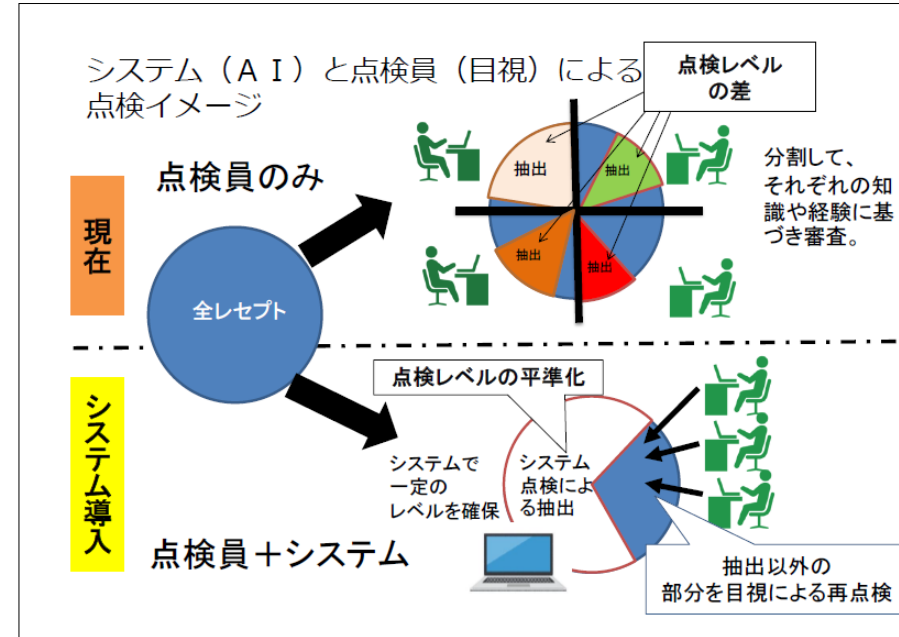 システム（ＡＩ）と点検員（目視）による
点検イメージ
点検レベル
の差
現在
点検員のみ
全レセプト
抽出
抽出
抽出
抽出
分割して、
それぞれの知
識や経験に基
づき審査。
システム導入
点検レベルの平準化
システムで
一定の
レベルを確保
システム
点検によ
る抽出
点検員＋システム
抽出以外の
部分を目視による再点検